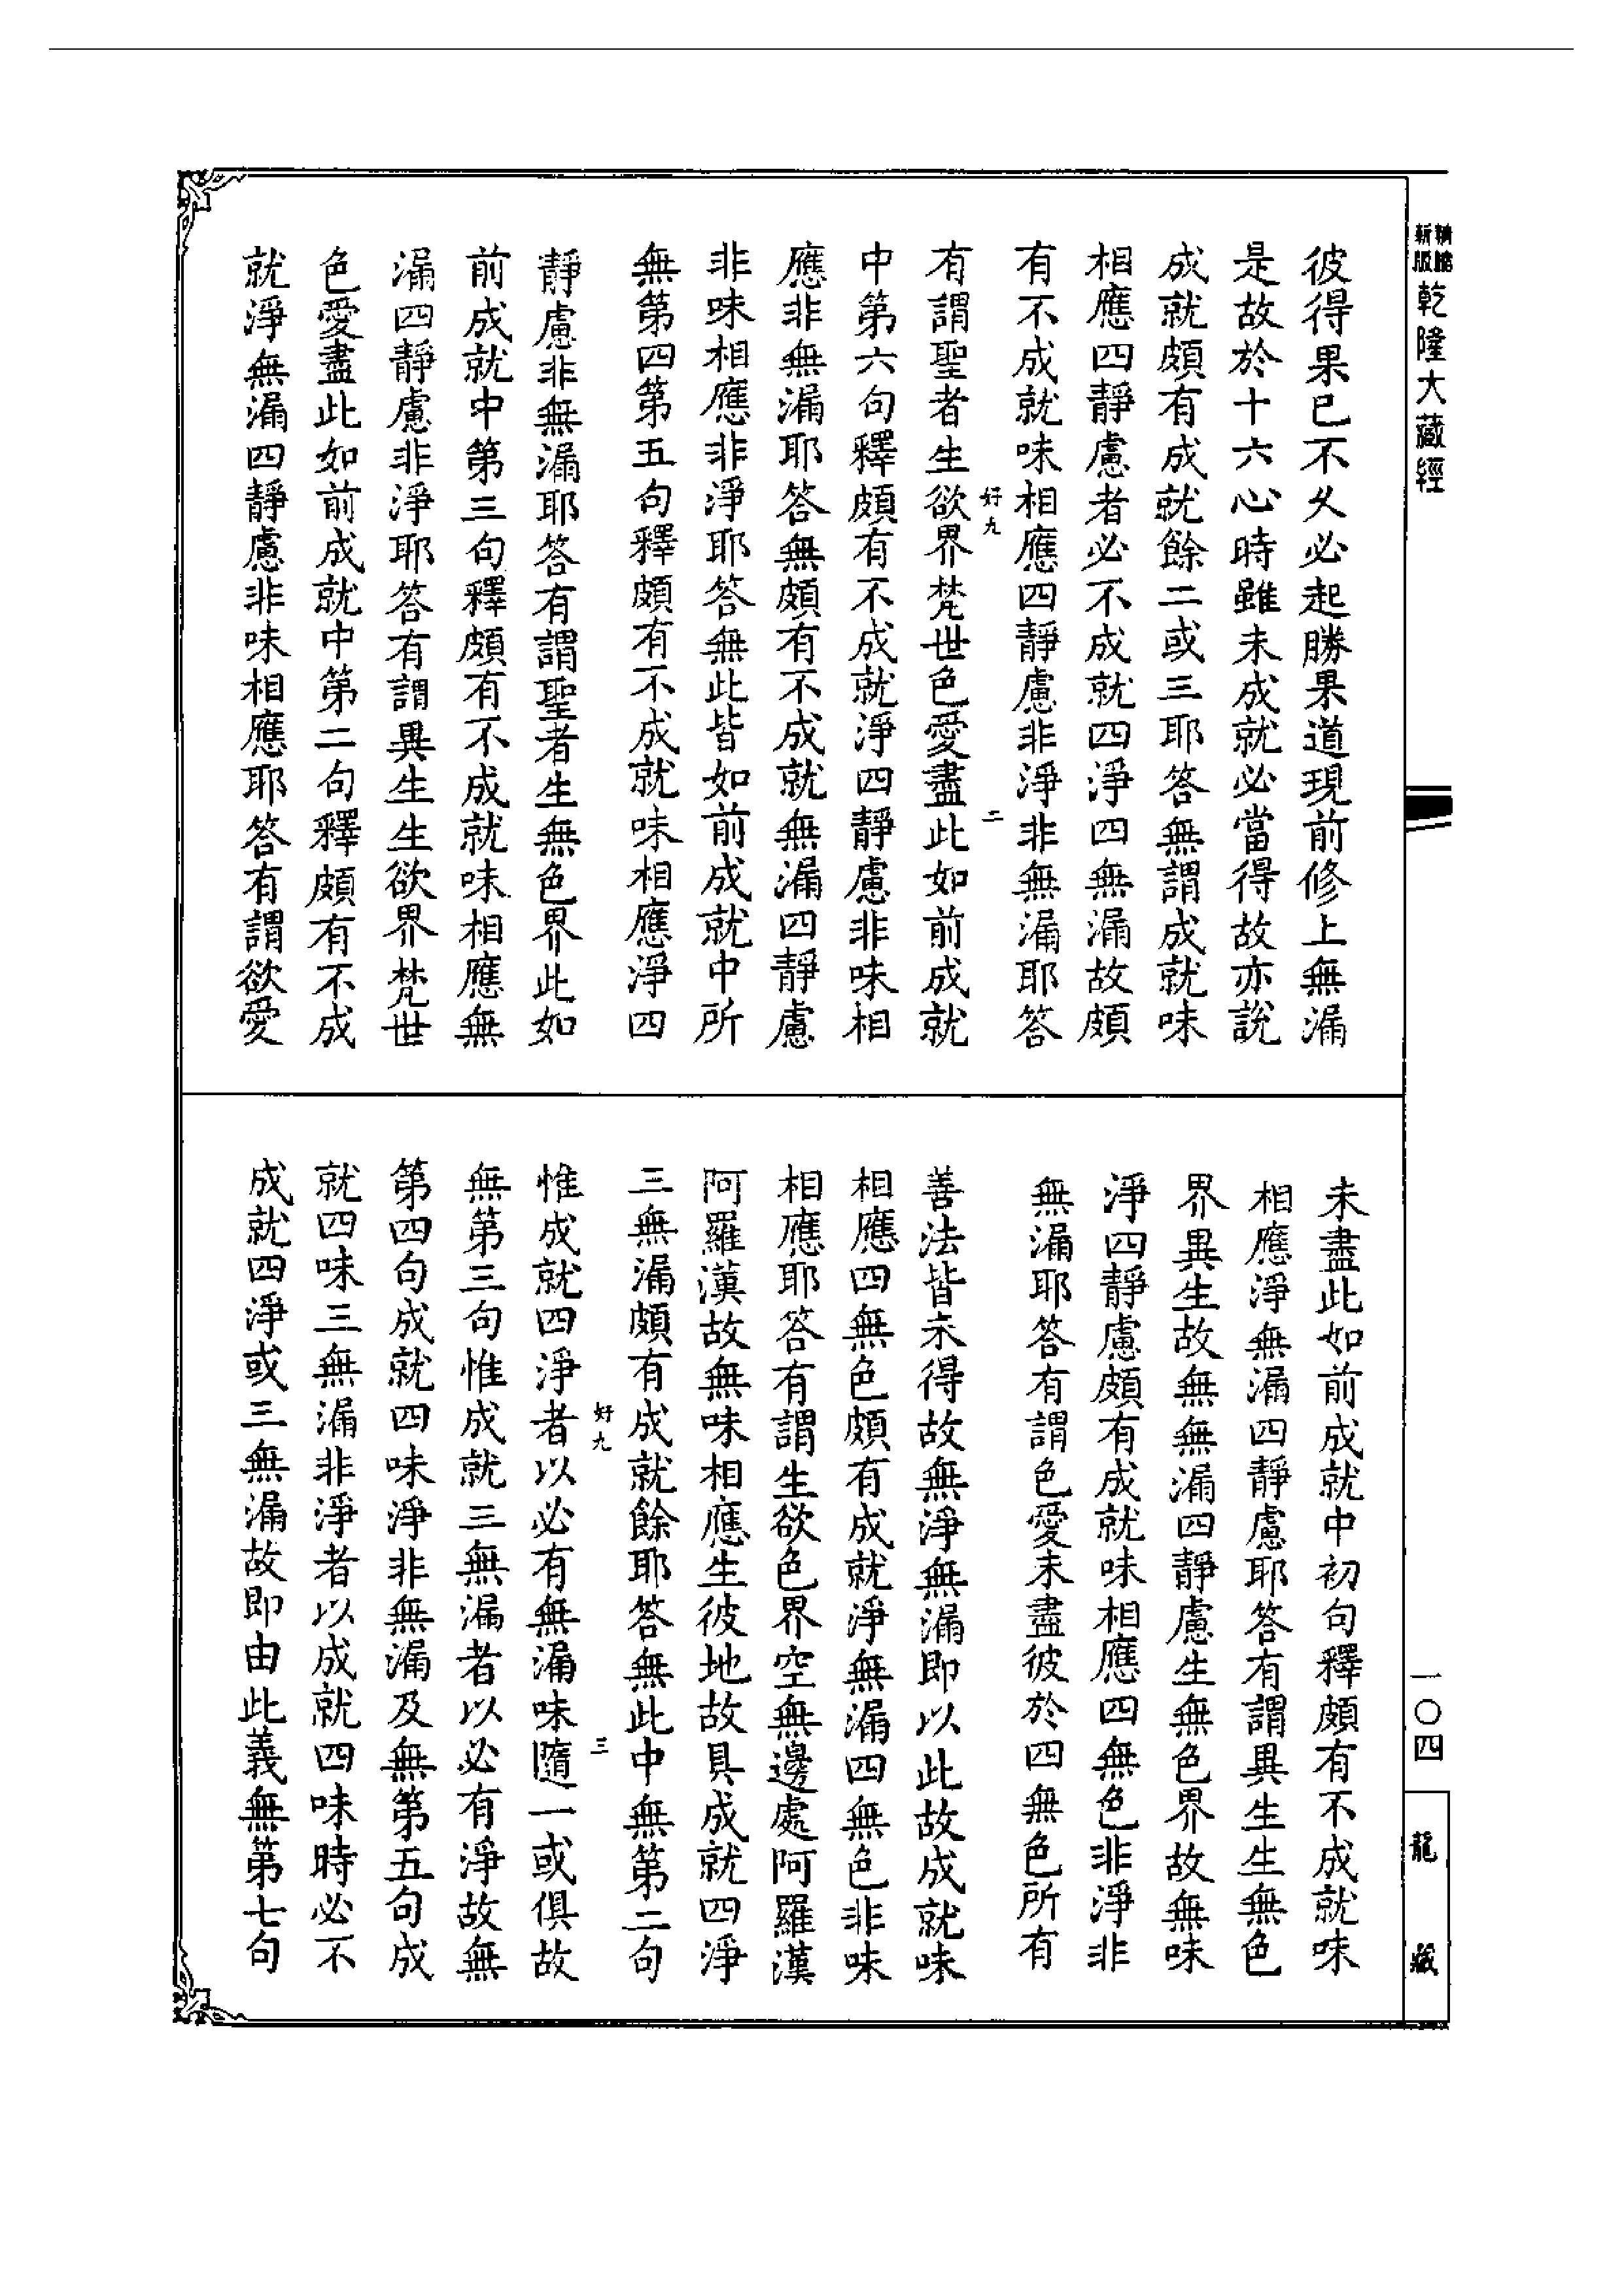 精縮
新版
乾隆大藏經
彼得果已不久必起勝果道現前修上無漏
是故於十六心時雖未成就必當得故亦說
成就頗有成就餘二或三耶答無謂成就味
相應四靜慮者必不成就四淨四無漏故頗
有不成就味相應四靜慮非淨非無漏耶答
好九
二
有謂聖者生欲界梵世色愛盡此如前成就
中第六句釋頗有不成就淨四靜慮非味相
應非無漏耶答無頗有不成就無漏四靜慮
非味相應非淨耶答無此皆如前成就中所
無第四第五句釋頗有不成就味相應淨四
靜慮非無漏耶答有謂聖者生無色界此如
前成就中第三句釋頗有不成就味相應無
漏四靜慮非淨耶答有謂異生生欲界梵世
色愛盡此如前成就中第二句釋頗有不成
就淨無漏四靜慮非味相應耶答有謂欲愛
未盡此如前成就中初句釋頗有不成就味
相應淨無漏四靜慮耶答有謂異生生無色
界異生故無無漏四靜慮生無色界故無味
淨四靜慮頗有成就味相應四無色非淨非
無漏耶答有謂色愛未盡彼於四無色所有
善法皆未得故無淨無漏即以此故成就味
相應四無色頗有成就淨無漏四無色非味
相應耶答有謂生欲色界空無邊處阿羅漢
阿羅漢故無味相應生彼地故具成就四淨
三無漏頗有成就餘耶答無此中無第二句
好九
三
惟成就四淨者以必有無漏味隨一或俱故
無第三句惟成就三無漏者以必有淨故無
第四句成就四味淨非無漏及無第五句成
就四味三無漏非淨者以成就四味時必不
成就四淨或三無漏故即由此義無第七句
一〇四
龍藏